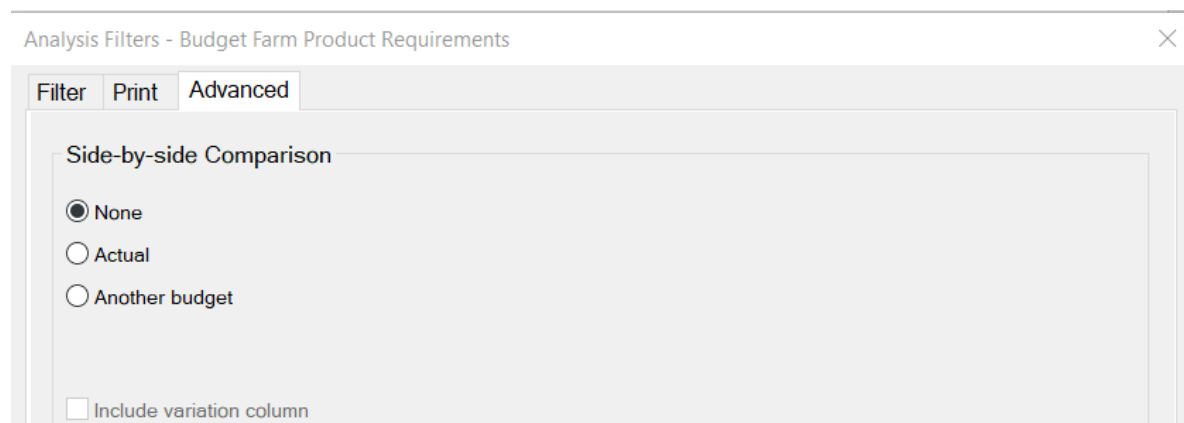 Analysis Filters - Budget Farm Product Requirements
Filter Print Advanced
Side-by-side Comparison
None
Actual
Another budget
Include variation column